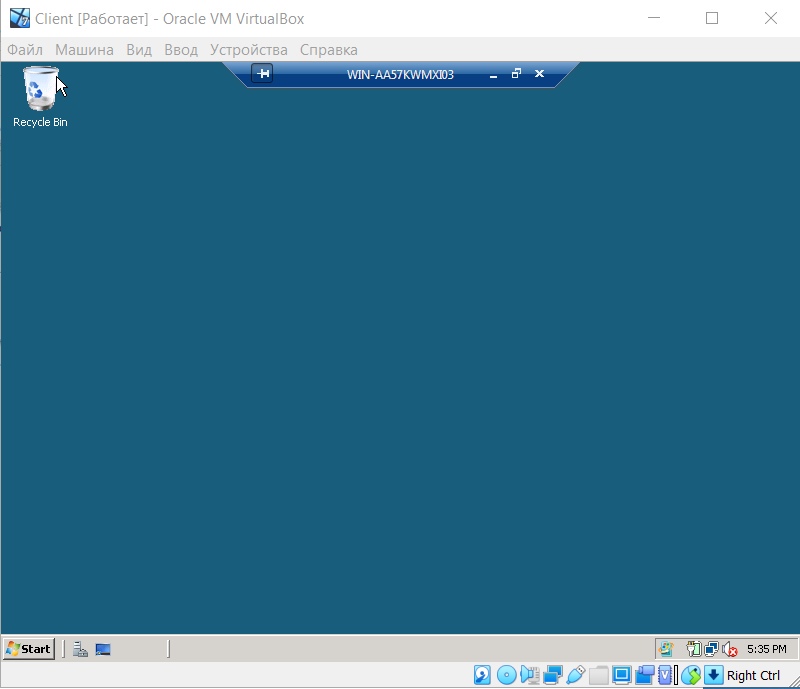 Client [Работает] - Oracle VM VirtualBox
Файл Машина Вид Ввод Устройства Справка
WIN-AA57KWMXI03
Recycle Bin
Start
5:35 PM
Right Ctrl